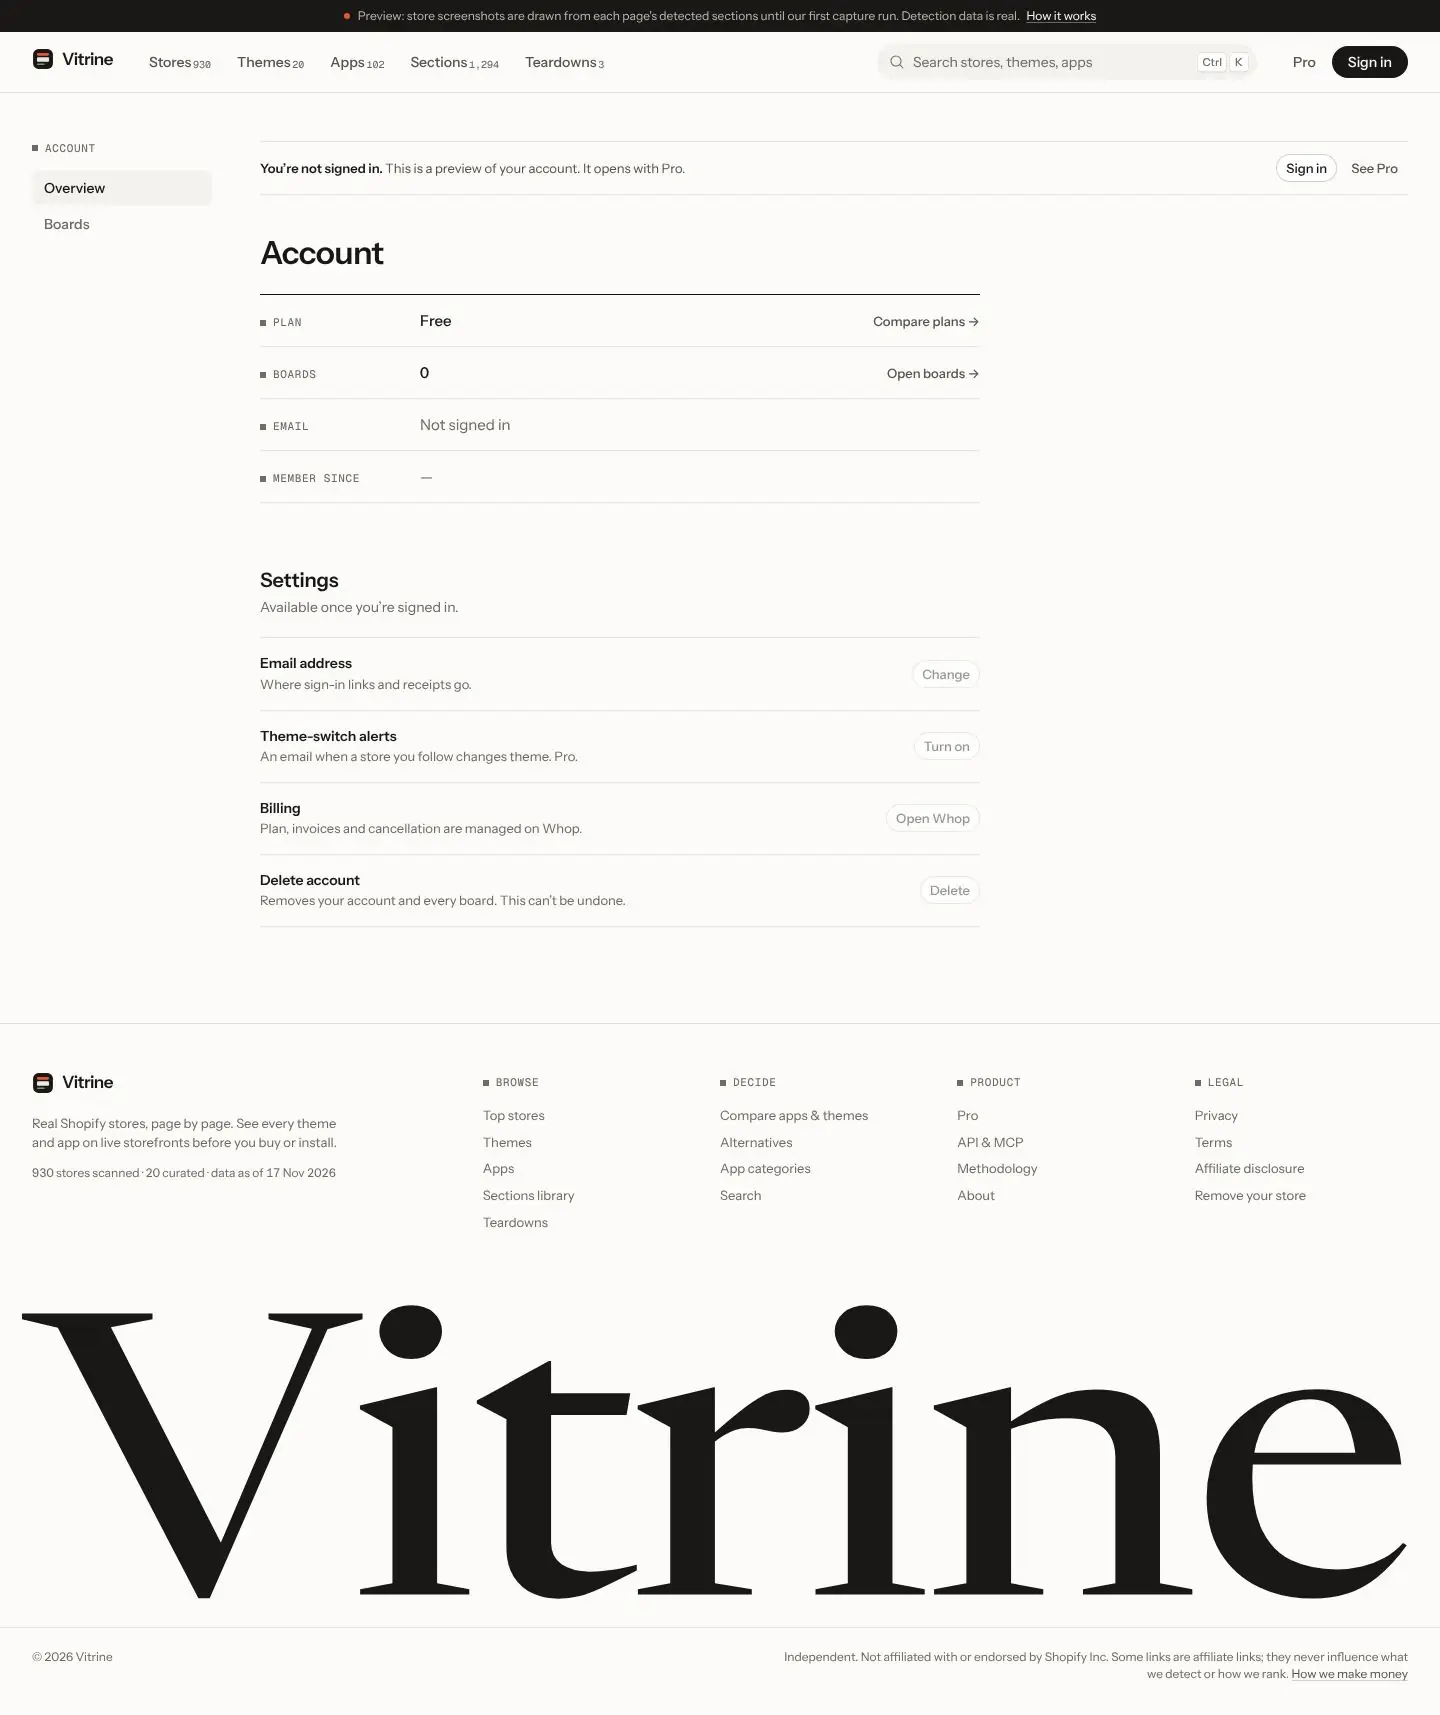 Preview: store screenshots are drawn from each page's detected sections until our first capture run. Detection data is real. How it works
Vitrine
Stores 930
Themes 20
Apps 102
Sections 1,294
Teardowns 3
Search stores, themes, apps
Ctrl K
Pro
Sign in
ACCOUNT
Overview
Boards
You're not signed in. This is a preview of your account. It opens with Pro.
Sign in
See Pro
Account
PLAN
Free
Compare plans →
BOARDS
0
Open boards →
EMAIL
Not signed in
MEMBER SINCE
—
Settings
Available once you're signed in.
Email address
Where sign-in links and receipts go.
Change
Theme-switch alerts
An email when a store you follow changes theme. Pro.
Turn on
Billing
Plan, invoices and cancellation are managed on Whop.
Open Whop
Delete account
Removes your account and every board. This can't be undone.
Delete
Vitrine
Real Shopify stores, page by page. See every theme
and app on live storefronts before you buy or install.
930 stores scanned · 20 curated · data as of 17 Nov 2026
BROWSE
Top stores
Themes
Apps
Sections library
Teardowns
DECIDE
Compare apps & themes
Alternatives
App categories
Search
PRODUCT
Pro
API & MCP
Methodology
About
LEGAL
Privacy
Terms
Affiliate disclosure
Remove your store
Vitrine
© 2026 Vitrine
Independent. Not affiliated with or endorsed by Shopify Inc. Some links are affiliate links; they never influence what
we detect or how we rank. How we make money